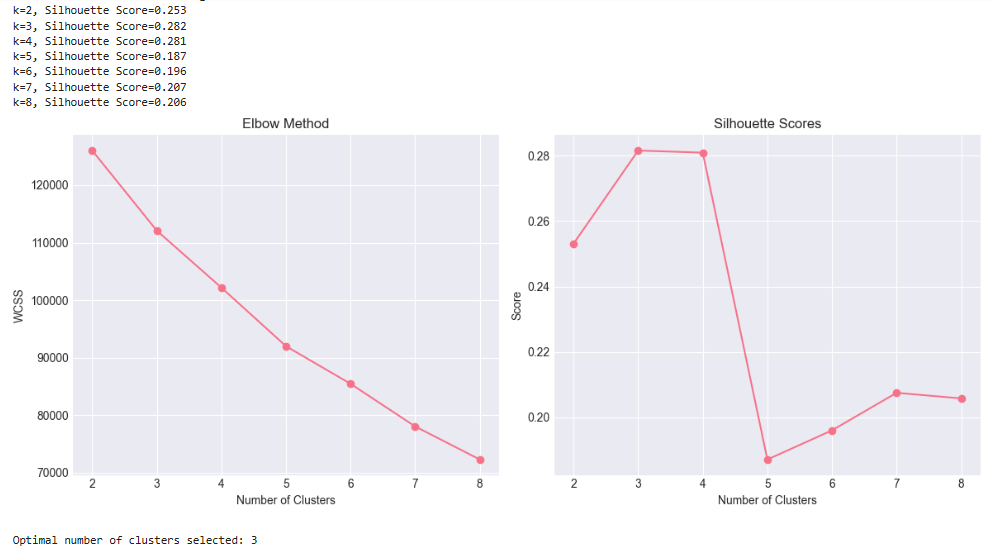 k=2, Silhouette Score=0.253
k=3, Silhouette Score=0.282
k=4, Silhouette Score=0.281
k=5, Silhouette Score=0.187
k=6, Silhouette Score=0.196
k=7, Silhouette Score=0.207
k=8, Silhouette Score=0.206
Elbow Method
120000
110000
100000
90000
80000
70000
WCSS
2 3 4 5 6 7 8
Number of Clusters
Silhouette Scores
0.28
0.26
0.24
0.22
0.20
Score
2 3 4 5 6 7 8
Number of Clusters
Optimal number of clusters selected: 3